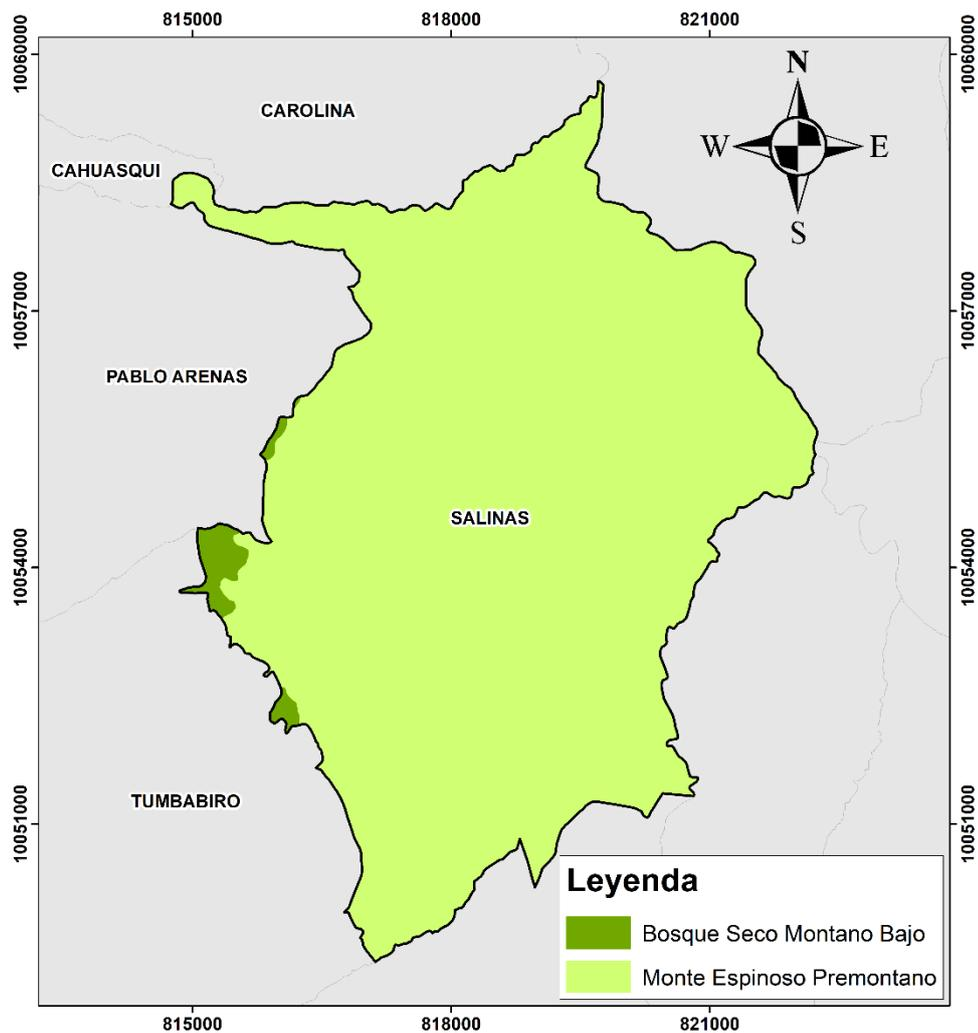 815000 818000 821000
10060000 10060000
N
W E
S
CAROLINA
CAHUASQUI
10057000 10057000
PABLO ARENAS
SALINAS
10054000 10054000
TUMBABIRO
10051000 10051000
Leyenda
Bosque Seco Montano Bajo
Monte Espinoso Premontano
815000 818000 821000